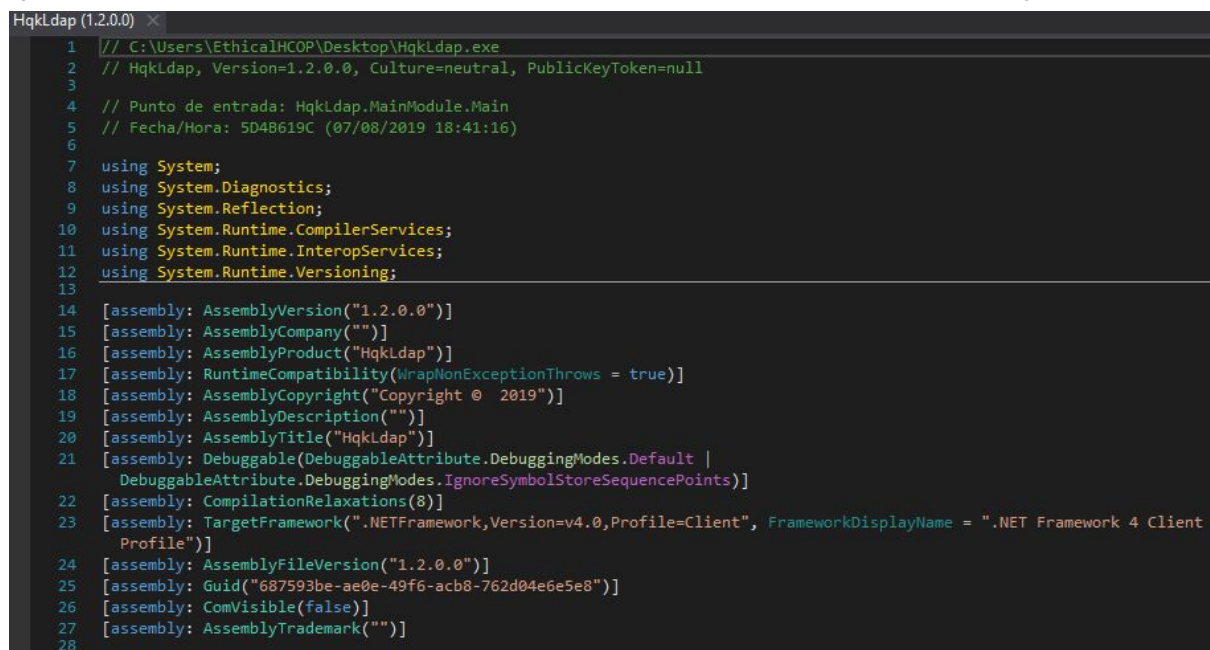 HqkLdap (1.2.0.0) ×
1 // C:\Users\EthicalHCOP\Desktop\HqkLdap.exe
2 // HqkLdap, Version=1.2.0.0, Culture=neutral, PublicKeyToken=null
3
4 // Punto de entrada: HqkLdap.MainModule.Main
5 // Fecha/Hora: 5D4B619C (07/08/2019 18:41:16)
6
7 using System;
8 using System.Diagnostics;
9 using System.Reflection;
10 using System.Runtime.CompilerServices;
11 using System.Runtime.InteropServices;
12 using System.Runtime.Versioning;
13
14 [assembly: AssemblyVersion("1.2.0.0")]
15 [assembly: AssemblyCompany("")]
16 [assembly: AssemblyProduct("HqkLdap")]
17 [assembly: RuntimeCompatibility(WrapNonExceptionThrows = true)]
18 [assembly: AssemblyCopyright("Copyright ©  2019")]
19 [assembly: AssemblyDescription("")]
20 [assembly: AssemblyTitle("HqkLdap")]
21 [assembly: Debuggable(DebuggableAttribute.DebuggingModes.Default |
DebuggableAttribute.DebuggingModes.IgnoreSymbolStoreSequencePoints)]
22 [assembly: CompilationRelaxations(8)]
23 [assembly: TargetFramework(".NETFramework,Version=v4.0,Profile=Client", FrameworkDisplayName = ".NET Framework 4 Client
Profile")]
24 [assembly: AssemblyFileVersion("1.2.0.0")]
25 [assembly: Guid("687593be-ae0e-49f6-acb8-762d04e6e5e8")]
26 [assembly: ComVisible(false)]
27 [assembly: AssemblyTrademark("")]
28